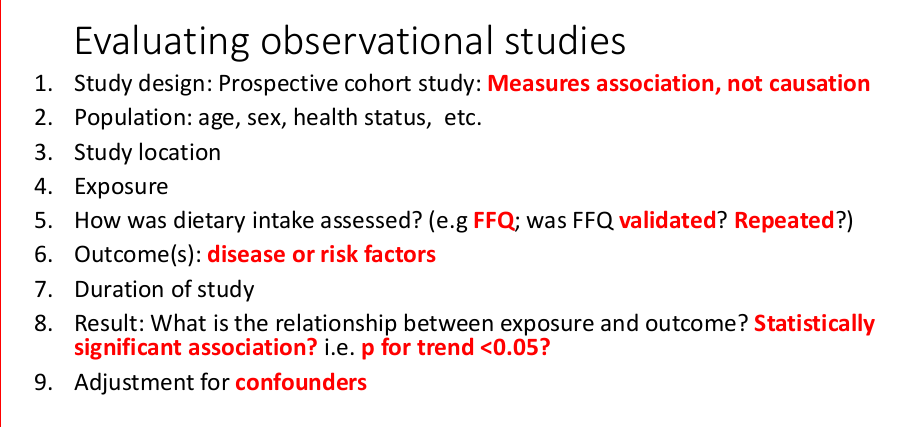 Evaluating observational studies
1. Study design: Prospective cohort study: Measures association, not causation
2. Population: age, sex, health status,  etc.
3. Study location
4. Exposure
5. How was dietary intake assessed? (e.g FFQ; was FFQ validated? Repeated?)
6. Outcome(s): disease or risk factors
7. Duration of study
8. Result: What is the relationship between exposure and outcome? Statistically
significant association? i.e. p for trend <0.05?
9. Adjustment for confounders